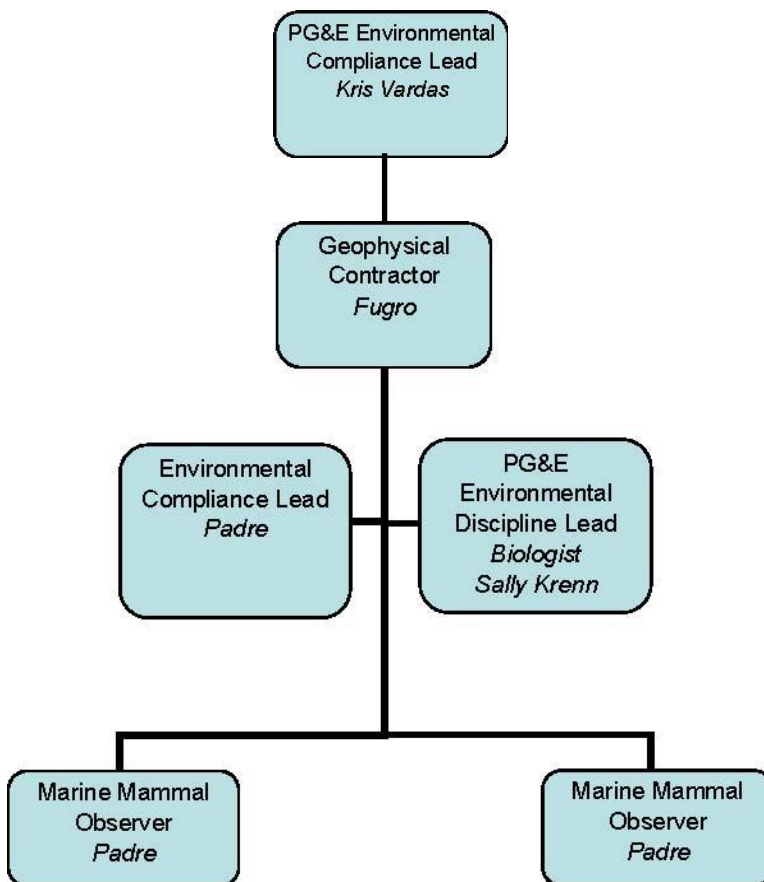 PG&E Environmental
Compliance Lead
Kris Vardas
Geophysical
Contractor
Fugro
Environmental
Compliance Lead
Padre
PG&E
Environmental
Discipline Lead
Biologist
Sally Krenn
Marine Mammal
Observer
Padre
Marine Mammal
Observer
Padre